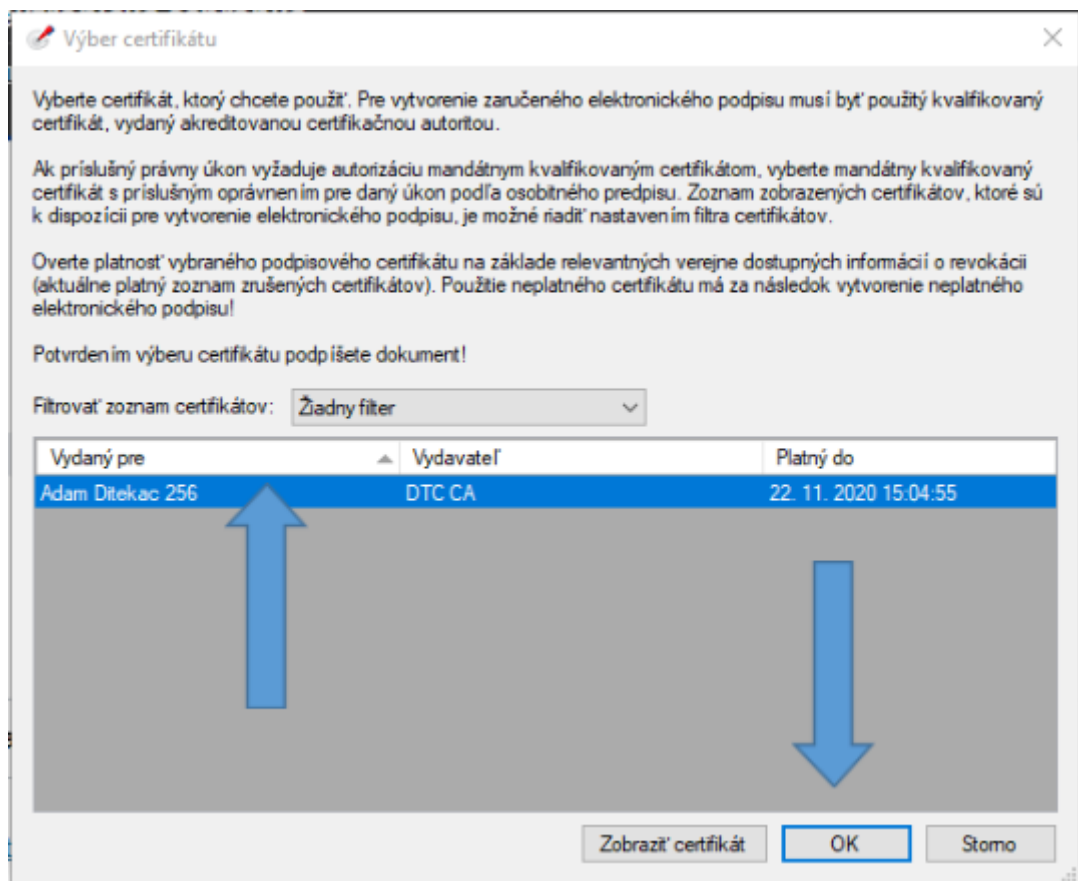 Výber certifikátu
Vyberte certifikát, ktorý chcete použiť. Pre vytvorenie zaručeného elektronického podpisu musí byť použitý kvalifikovaný
certifikát, vydaný akreditovanou certifikačnou autoritou.
Ak príslušný právny úkon vyžaduje autorizáciu mandátnym kvalifikovaným certifikátom, vyberte mandátny kvalifikovaný
certifikát s príslušným oprávnením pre daný úkon podľa osobitného predpisu. Zoznam zobrazených certifikátov, ktoré sú
k dispozícii pre vytvorenie elektronického podpisu, je možné riadiť nastavením filtra certifikátov.
Overte platnosť vybraného podpisového certifikátu na základe relevantných verejne dostupných informácií o revokácii
(aktuálne platný zoznam zrušených certifikátov). Použitie neplatného certifikátu má za následok vytvorenie neplatného
elektronického podpisu!
Potvrdením výberu certifikátu podpíšete dokument!
Filtrovať zoznam certifikátov: Žiadny filter
Vydaný pre Vydavateľ Platný do
Adam Ditekac 256 DTC CA 22. 11. 2020 15:04:55
Zobraziť certifikát OK Storno